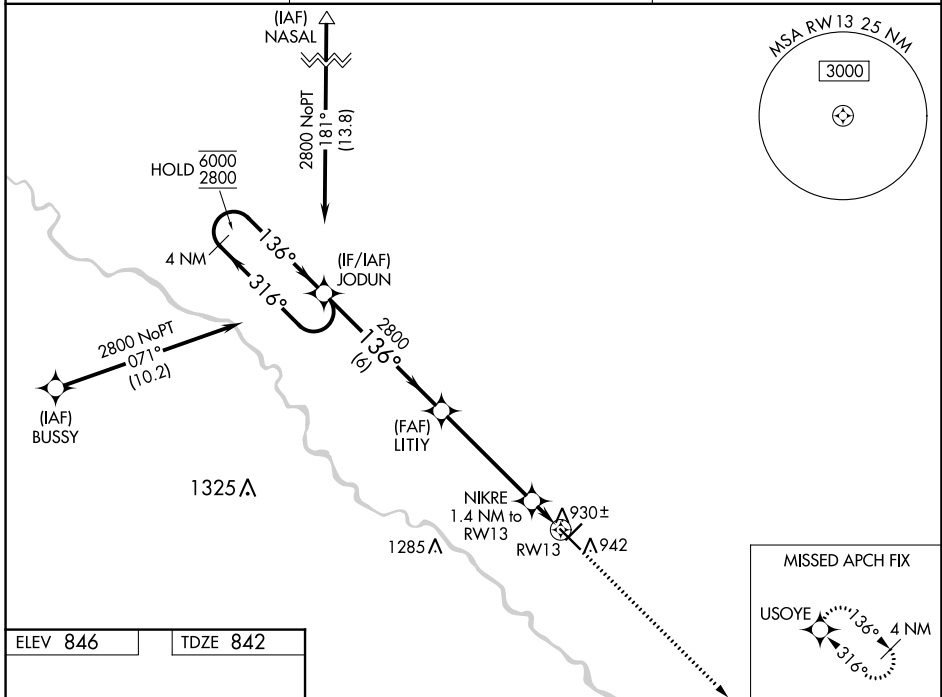 (IAF)
NASAL
MSA RW13 25 NM
3000
2800 NoPT
181°
(13.8)
HOLD 6000
2800
4 NM
136°
316°
(IF/IAF)
JODUN
2800
136°
(6)
2800 NoPT
071°
(10.2)
(IAF)
BUSSY
(FAF)
LITIY
1325
NIKRE
1.4 NM to
RW13
930±
RW13
942
1285
MISSED APCH FIX
USOYE
136°
4 NM
316°
ELEV 846
TDZE 842